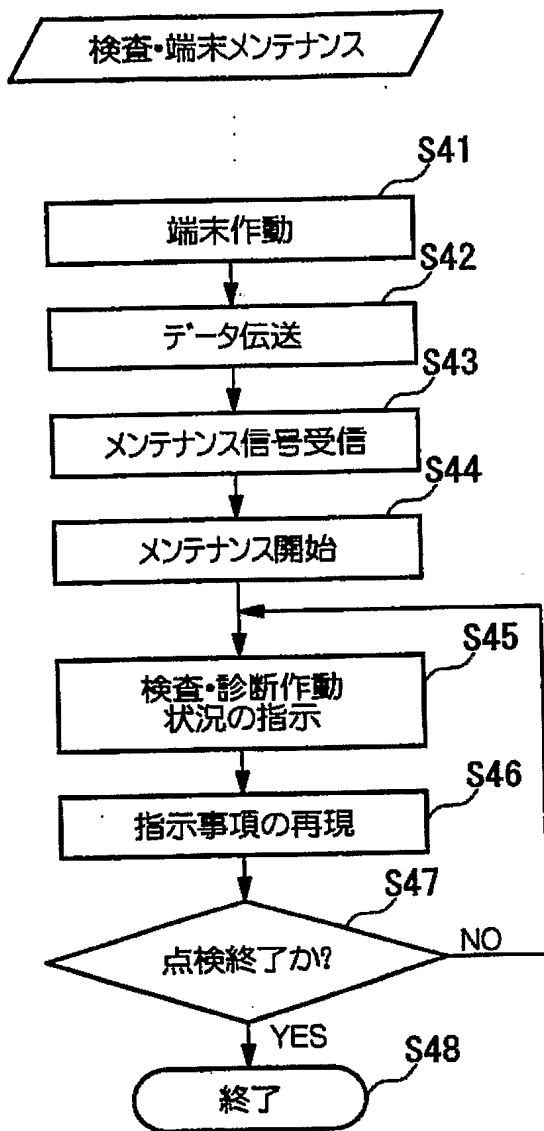 検査・端末メンテナンス
S41
端末作動
S42
データ伝送
S43
メンテナンス信号受信
S44
メンテナンス開始
S45
検査・診断作動
状況の指示
S46
指示事項の再現
S47
点検終了か?
NO
YES
S48
終了